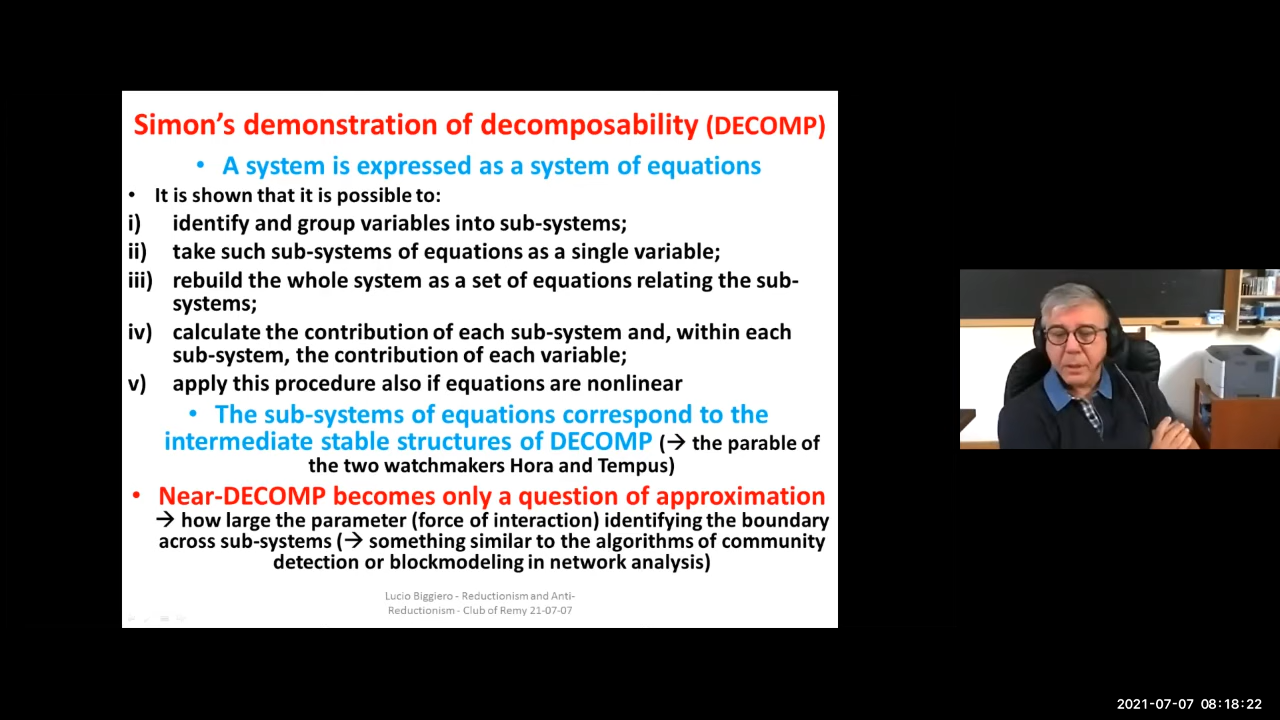 Simon's demonstration of decomposability (DECOMP)
• A system is expressed as a system of equations
• It is shown that it is possible to:
i) identify and group variables into sub-systems;
ii) take such sub-systems of equations as a single variable;
iii) rebuild the whole system as a set of equations relating the sub-
systems;
iv) calculate the contribution of each sub-system and, within each
sub-system, the contribution of each variable;
v) apply this procedure also if equations are nonlinear
• The sub-systems of equations correspond to the
intermediate stable structures of DECOMP (→ the parable of
the two watchmakers Hora and Tempus)
• Near-DECOMP becomes only a question of approximation
→ how large the parameter (force of interaction) identifying the boundary
across sub-systems (→ something similar to the algorithms of community
detection or blockmodeling in network analysis)
Lucio Biggiero - Reductionism and Anti-
Reductionism - Club of Remy 21-07-07
2021-07-07 08:18:22